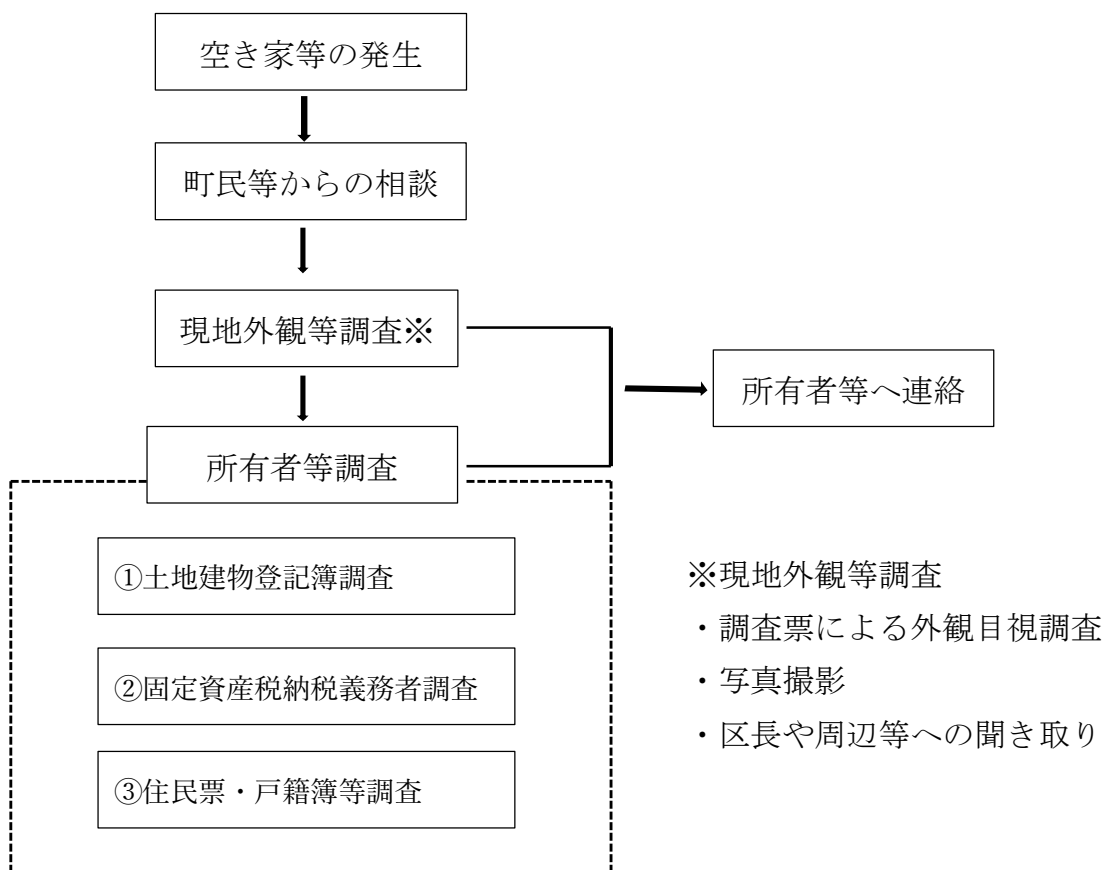 空き家等の発生
町民等からの相談
現地外観等調査※
所有者等へ連絡
所有者等調査
①土地建物登記簿調査
②固定資産税納税義務者調査
③住民票・戸籍簿等調査
※現地外観等調査
・調査票による外観目視調査
・写真撮影
・区長や周辺等への聞き取り